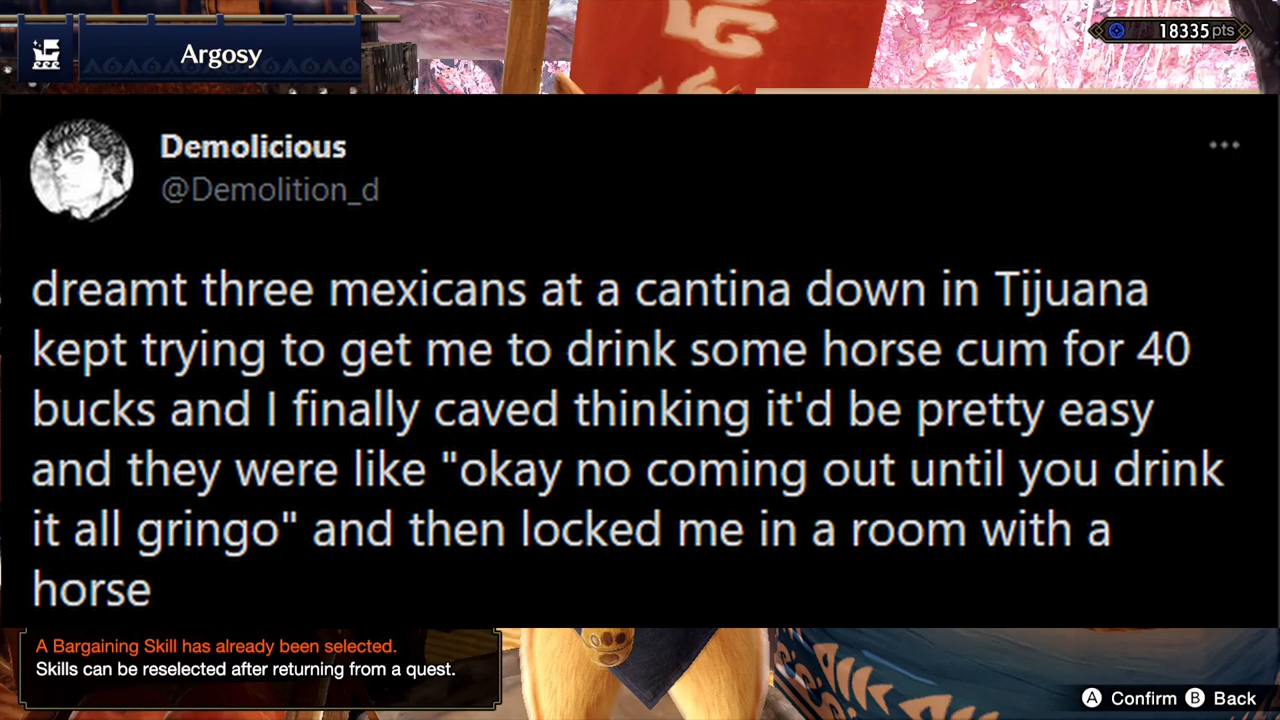 Argosy
18335 pts
Demolicious
@Demolition_d
dreamt three mexicans at a cantina down in Tijuana
kept trying to get me to drink some horse cum for 40
bucks and I finally caved thinking it'd be pretty easy
and they were like "okay no coming out until you drink
it all gringo" and then locked me in a room with a
horse
A Bargaining Skill has already been selected.
Skills can be reselected after returning from a quest.
A Confirm B Back